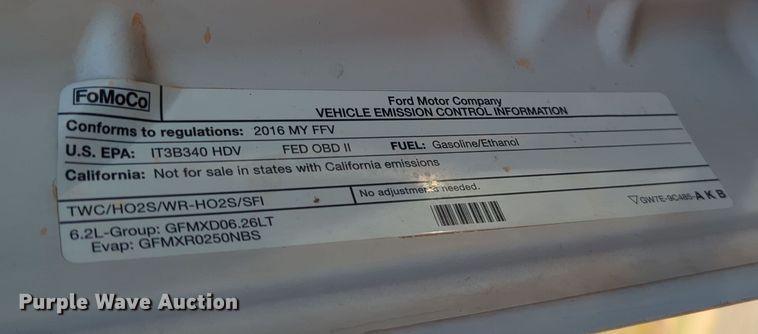 FoMoCo
Ford Motor Company
VEHICLE EMISSION CONTROL INFORMATION
Conforms to regulations: 2016 MY FFV
U.S. EPA: IT3B340 HDV FED OBD II FUEL: Gasoline/Ethanol
California: Not for sale in states with California emissions
TWC/HO2S/WR-HO2S/SFI No adjustments needed.
6.2L-Group: GFMXD06.26LT
Evap: GFMXR0250NBS
GW7E-9C485-AKB
Purple Wave Auction